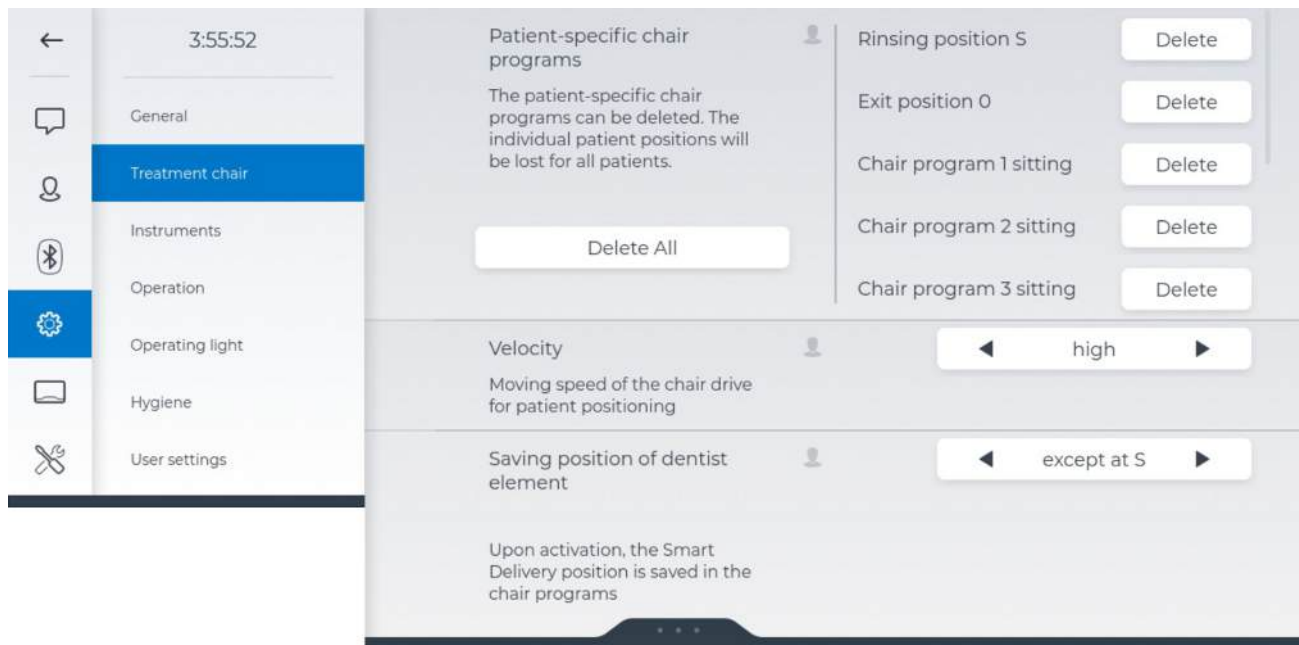 3:55:52
General
Treatment chair
Instruments
Operation
Operating light
Hygiene
User settings
Patient-specific chair
programs
The patient-specific chair
programs can be deleted. The
individual patient positions will
be lost for all patients.
Delete All
Rinsing position S
Delete
Exit position 0
Delete
Chair program 1 sitting
Delete
Chair program 2 sitting
Delete
Chair program 3 sitting
Delete
Velocity
high
Moving speed of the chair drive
for patient positioning
Saving position of dentist
element
except at S
Upon activation, the Smart
Delivery position is saved in the
chair programs